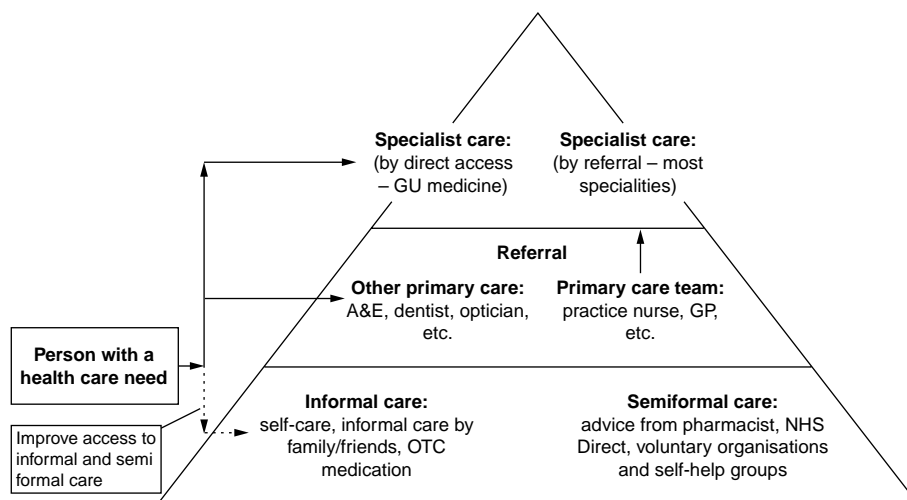 Specialist care:
(by direct access
– GU medicine)
Specialist care:
(by referral – most
specialities)
Referral
Other primary care:
A&E, dentist, optician,
etc.
Primary care team:
practice nurse, GP,
etc.
Person with a
health care need
Improve access to
informal and semi
formal care
Informal care:
self-care, informal care by
family/friends, OTC
medication
Semiformal care:
advice from pharmacist, NHS
Direct, voluntary organisations
and self-help groups